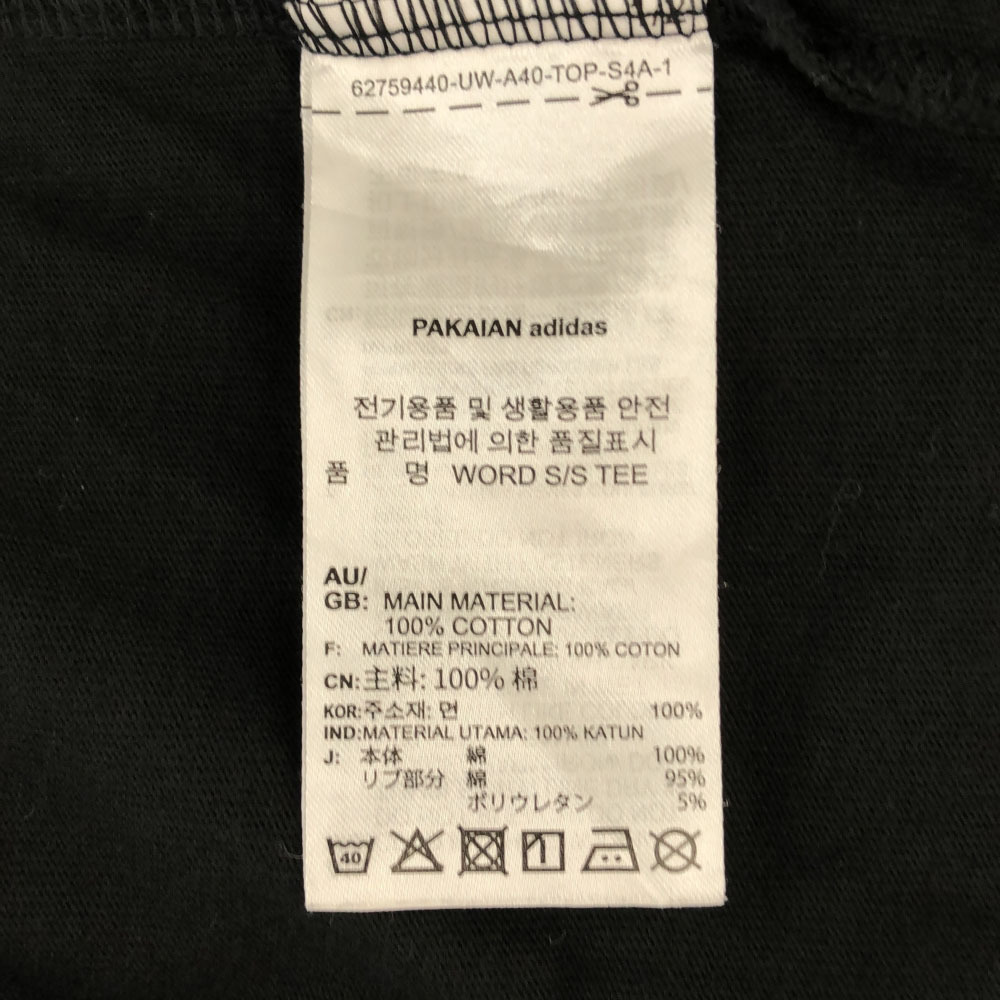 62759440-UW-A40-TOP-S4A-1
PAKAIAN adidas
전기용품 및 생활용품 안전
관리법에 의한 품질표시
품 명 WORD S/S TEE
AU/
GB: MAIN MATERIAL:
100% COTTON
F: MATIERE PRINCIPALE: 100% COTON
CN:主料: 100% 棉
KOR:주소재: 면 100%
IND:MATERIAL UTAMA: 100% KATUN
J: 本体 綿 100%
リブ部分 綿 95%
ポリウレタン 5%
40